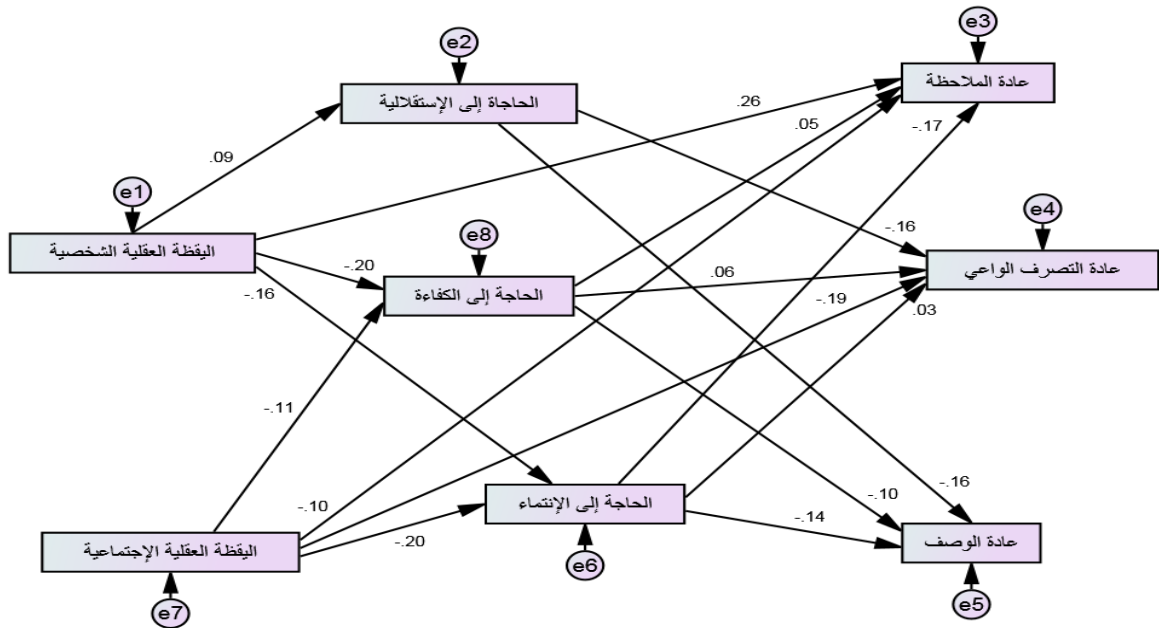 e3
e2
عادة الملاحظة
الحاجاة إلى الإستقلالية
.26
-.17
.05
.09
e1
e4
e8
-.16
اليقظة العقلية الشخصية
عادة التصرف الواعي
-.20
.06
الحاجة إلى الكفاءة
-.16
-.19
.03
-.11
-.16
-.10
-.10
الحاجة إلى الإنتماء
-.14
-.20
عادة الوصف
اليقظة العقلية الإجتماعية
e6
e5
e7